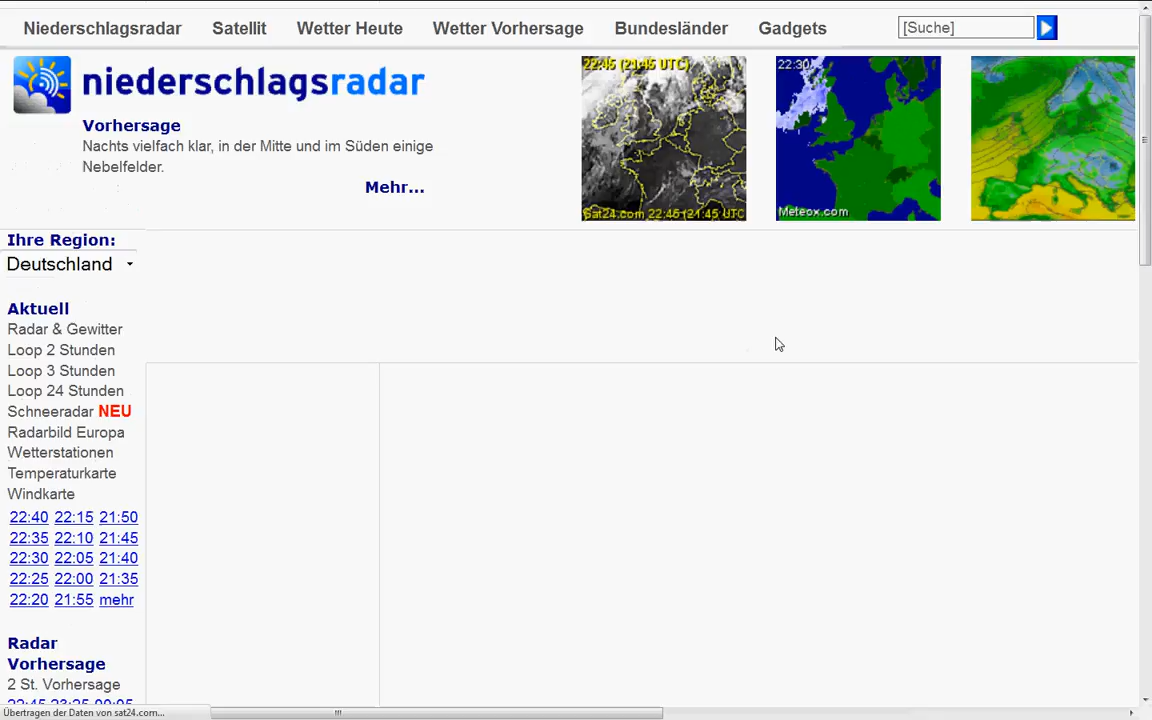 Niederschlagsradar Satellit Wetter Heute Wetter Vorhersage Bundesländer Gadgets [Suche]
niederschlagsradar
Vorhersage
Nachts vielfach klar, in der Mitte und im Süden einige
Nebelfelder.
Mehr...
22:45 (21:45 UTC)
Sat24.com 22:45 (21:45 UTC
22:30
Meteox.com
Ihre Region:
Deutschland
Aktuell
Radar & Gewitter
Loop 2 Stunden
Loop 3 Stunden
Loop 24 Stunden
Schneeradar NEU
Radarbild Europa
Wetterstationen
Temperaturkarte
Windkarte
22:40 22:15 21:50
22:35 22:10 21:45
22:30 22:05 21:40
22:25 22:00 21:35
22:20 21:55 mehr
Radar
Vorhersage
2 St. Vorhersage
Übertragen der Daten von sat24.com...